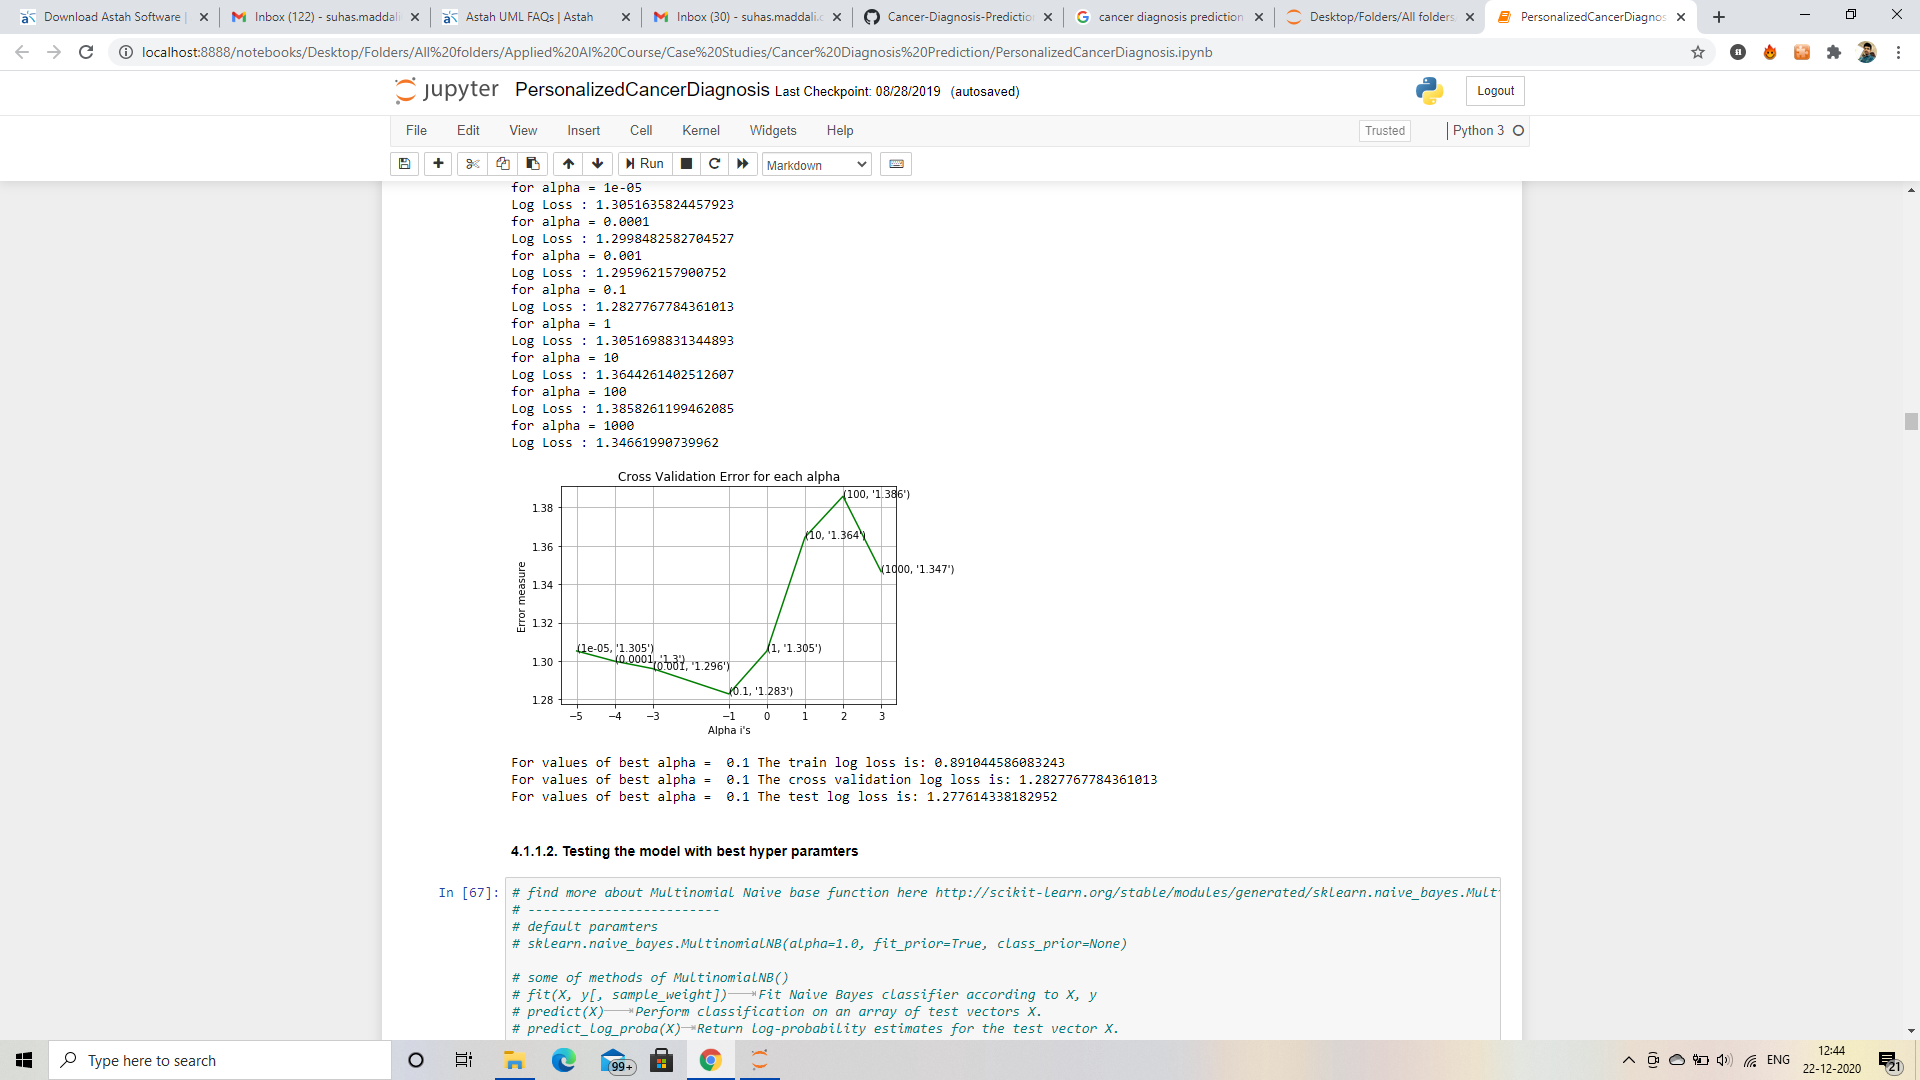 Download Astah Software |
Inbox (122) - suhas.maddali
Astah UML FAQs | Astah
Inbox (30) - suhas.maddali.c
Cancer-Diagnosis-Predictio
cancer diagnosis prediction
Desktop/Folders/All folders
PersonalizedCancerDiagnos
localhost:8888/notebooks/Desktop/Folders/All%20folders/Applied%20AI%20Course/Case%20Studies/Cancer%20Diagnosis%20Prediction/PersonalizedCancerDiagnosis.ipynb
jupyter PersonalizedCancerDiagnosis Last Checkpoint: 08/28/2019 (autosaved)
Logout
File Edit View Insert Cell Kernel Widgets Help
Trusted
Python 3
Run
Markdown
for alpha = 1e-05
Log Loss : 1.3051635824457923
for alpha = 0.0001
Log Loss : 1.2998482582704527
for alpha = 0.001
Log Loss : 1.295962157900752
for alpha = 0.1
Log Loss : 1.2827767784361013
for alpha = 1
Log Loss : 1.3051698831344893
for alpha = 10
Log Loss : 1.3644261402512607
for alpha = 100
Log Loss : 1.3858261199462085
for alpha = 1000
Log Loss : 1.34661990739962
Cross Validation Error for each alpha
Error measure
1.38
1.36
1.34
1.32
1.30
1.28
(100, '1.386')
(10, '1.364')
(1000, '1.347')
(1e-05, '1.305')
(0.0001, '1.3')
(0.001, '1.296')
(1, '1.305')
(0.1, '1.283')
−5 −4 −3 −1 0 1 2 3
Alpha i's
For values of best alpha =  0.1 The train log loss is: 0.891044586083243
For values of best alpha =  0.1 The cross validation log loss is: 1.2827767784361013
For values of best alpha =  0.1 The test log loss is: 1.277614338182952
4.1.1.2. Testing the model with best hyper paramters
In [67]:
# find more about Multinomial Naive base function here http://scikit-learn.org/stable/modules/generated/sklearn.naive_bayes.Mult
# -------------------------
# default paramters
# sklearn.naive_bayes.MultinomialNB(alpha=1.0, fit_prior=True, class_prior=None)
# some of methods of MultinomialNB()
# fit(X, y[, sample_weight]) Fit Naive Bayes classifier according to X, y
# predict(X) Perform classification on an array of test vectors X.
# predict_log_proba(X) Return log-probability estimates for the test vector X.
Type here to search
99+
ENG
12:44
22-12-2020
21